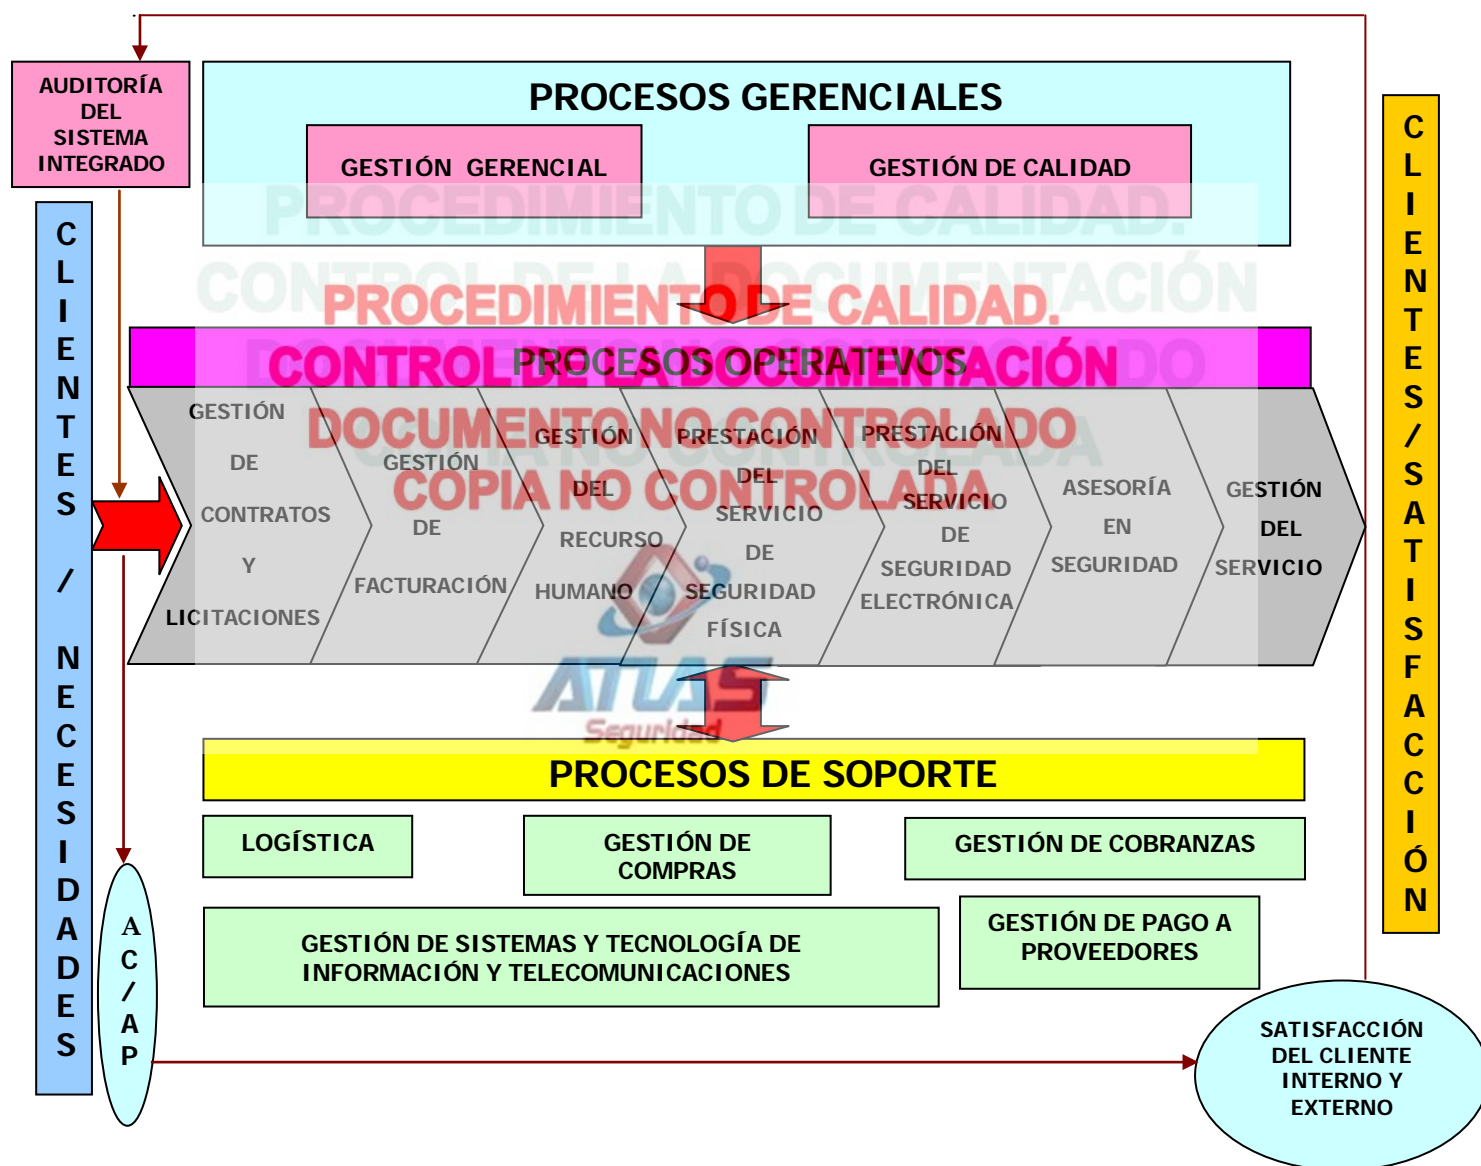 AUDITORÍA
DEL
SISTEMA
INTEGRADO
PROCESOS GERENCIALES
GESTIÓN GERENCIAL
GESTIÓN DE CALIDAD
CLIENTES / NECESIDADES
CLIENTES/SATISFACCIÓN
PROCEDIMIENTO DE CALIDAD.
CONTROL DE LA DOCUMENTACIÓN
DOCUMENTO NO CONTROLADO
COPIA NO CONTROLADA
PROCESOS OPERATIVOS
GESTIÓN
DE
CONTRATOS
Y
LICITACIONES
GESTIÓN
DE
FACTURACIÓN
GESTIÓN
DEL
RECURSO
HUMANO
PRESTACIÓN
DEL
SERVICIO
DE
SEGURIDAD
FÍSICA
PRESTACIÓN
DEL
SERVICIO
DE
SEGURIDAD
ELECTRÓNICA
ASESORÍA
EN
SEGURIDAD
GESTIÓN
DEL
SERVICIO
ATLAS
Seguridad
PROCESOS DE SOPORTE
LOGÍSTICA
GESTIÓN DE
COMPRAS
GESTIÓN DE COBRANZAS
GESTIÓN DE SISTEMAS Y TECNOLOGÍA DE
INFORMACIÓN Y TELECOMUNICACIONES
GESTIÓN DE PAGO A
PROVEEDORES
AC/AP
SATISFACCIÓN
DEL CLIENTE
INTERNO Y
EXTERNO